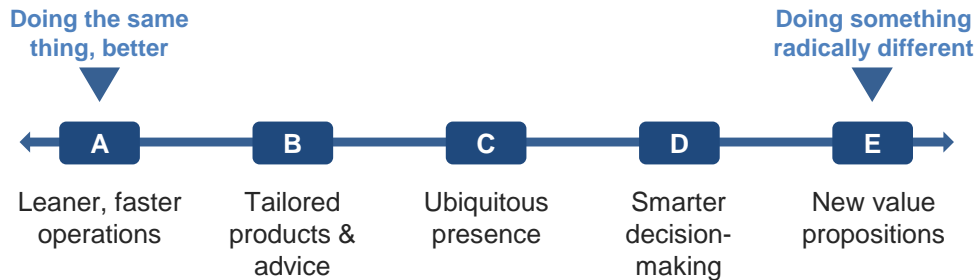 Doing the same
thing, better
Doing something
radically different
A
B
C
D
E
Leaner, faster
operations
Tailored
products &
advice
Ubiquitous
presence
Smarter
decision-
making
New value
propositions